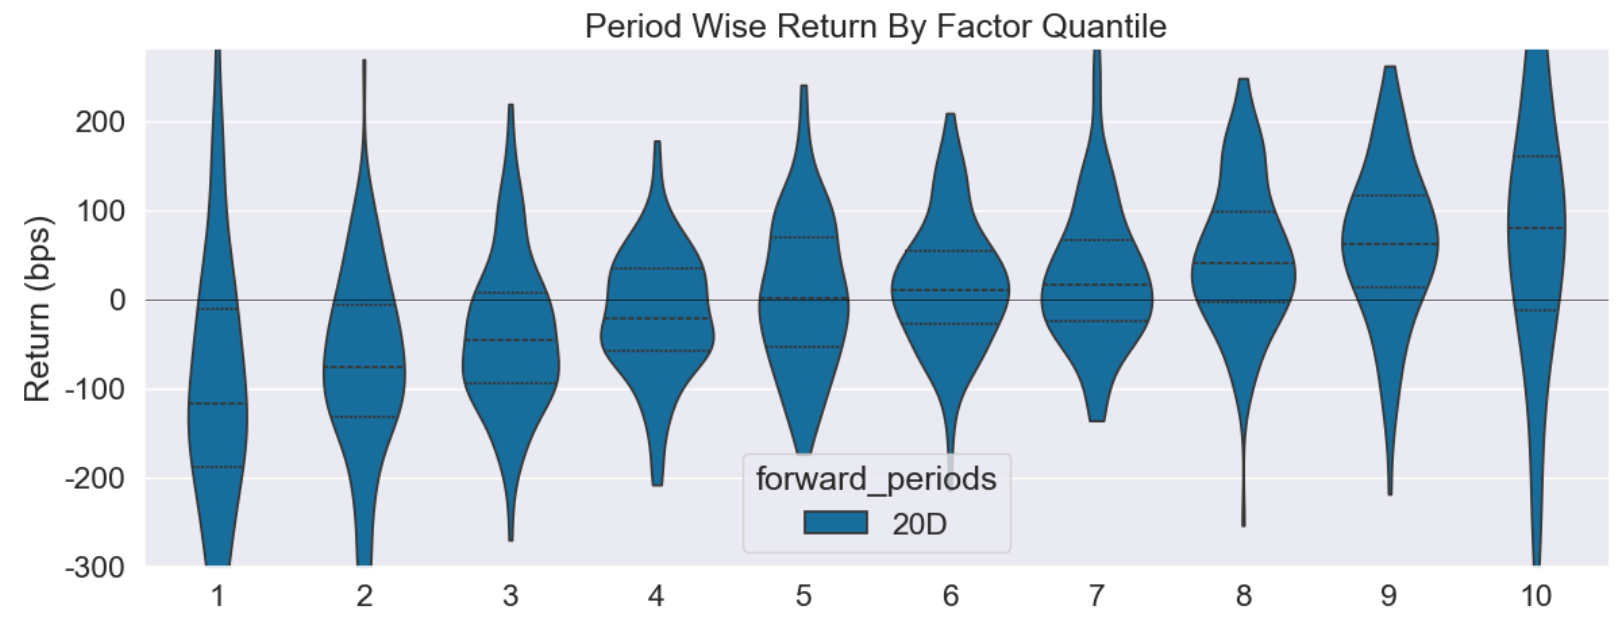 Period Wise Return By Factor Quantile
Return (bps)
200
100
0
-100
-200
-300
forward_periods
20D
1 2 3 4 5 6 7 8 9 10